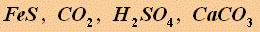 FeS, CO₂, H₂SO₄, CaCO₃